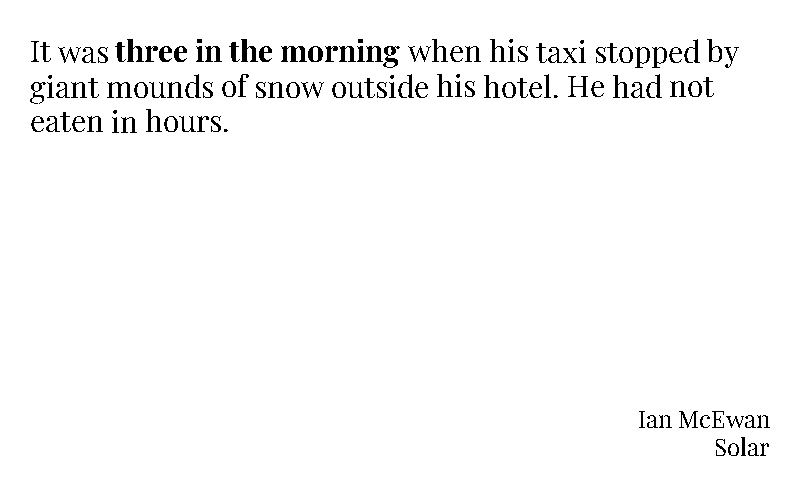 It was three in the morning when his taxi stopped by
giant mounds of snow outside his hotel. He had not
eaten in hours.
Ian McEwan
Solar